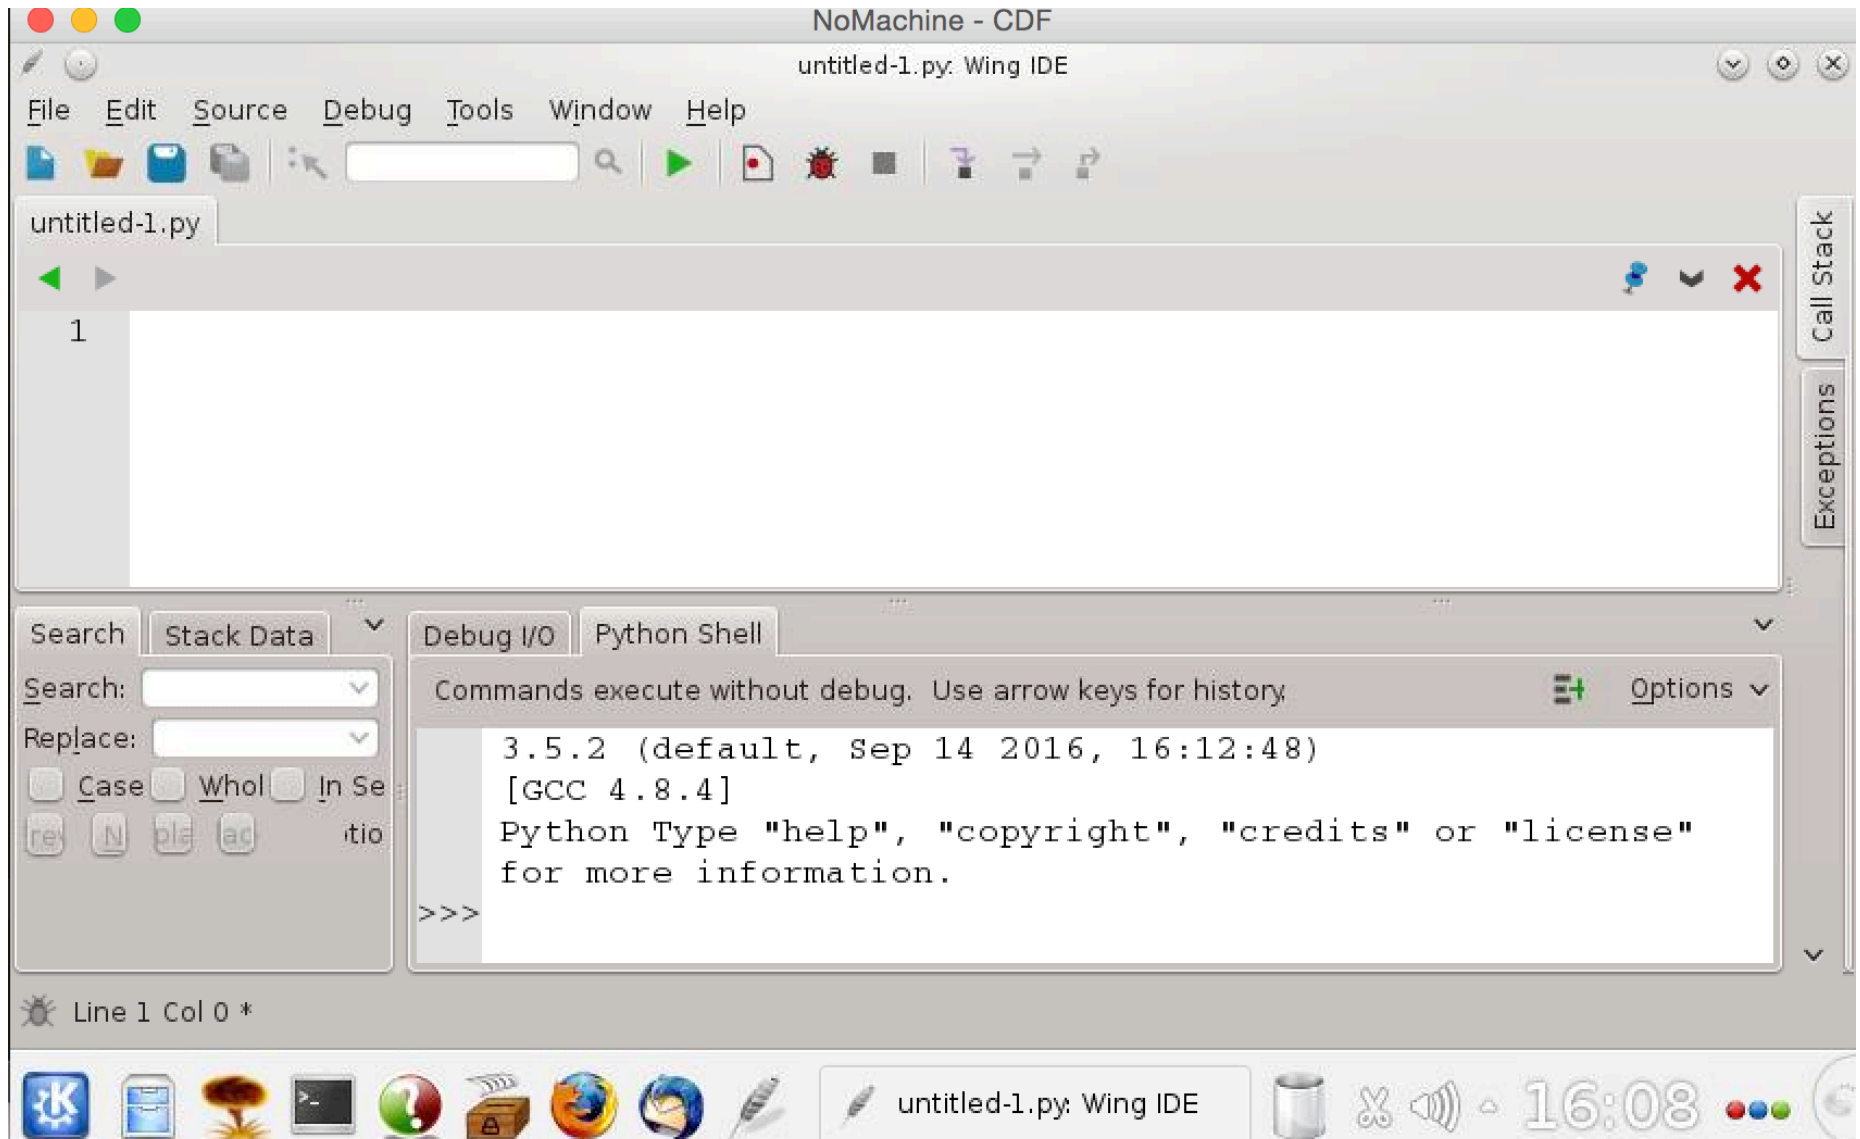 NoMachine - CDF
untitled-1.py: Wing IDE
File Edit Source Debug Tools Window Help
untitled-1.py
Call Stack
Exceptions
1
Search Stack Data
Debug I/O Python Shell
Search:
Replace:
Case Whol In Se
rev N pla ac tio
Commands execute without debug. Use arrow keys for history.
Options
3.5.2 (default, Sep 14 2016, 16:12:48)
[GCC 4.8.4]
Python Type "help", "copyright", "credits" or "license"
for more information.
>>>
Line 1 Col 0 *
untitled-1.py: Wing IDE
16:08